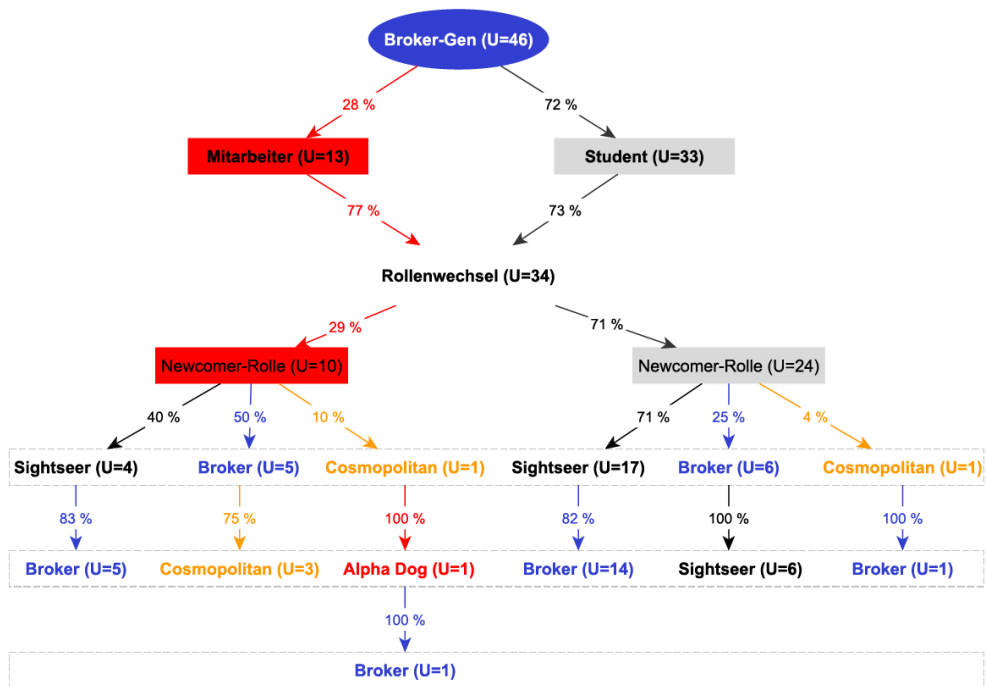 Broker-Gen (U=46)
28 %
72 %
Mitarbeiter (U=13)
Student (U=33)
77 %
73 %
Rollenwechsel (U=34)
29 %
71 %
Newcomer-Rolle (U=10)
Newcomer-Rolle (U=24)
40 %
50 %
10 %
71 %
25 %
4 %
Sightseer (U=4)
Broker (U=5)
Cosmopolitan (U=1)
Sightseer (U=17)
Broker (U=6)
Cosmopolitan (U=1)
83 %
75 %
100 %
82 %
100 %
100 %
Broker (U=5)
Cosmopolitan (U=3)
Alpha Dog (U=1)
Broker (U=14)
Sightseer (U=6)
Broker (U=1)
100 %
Broker (U=1)